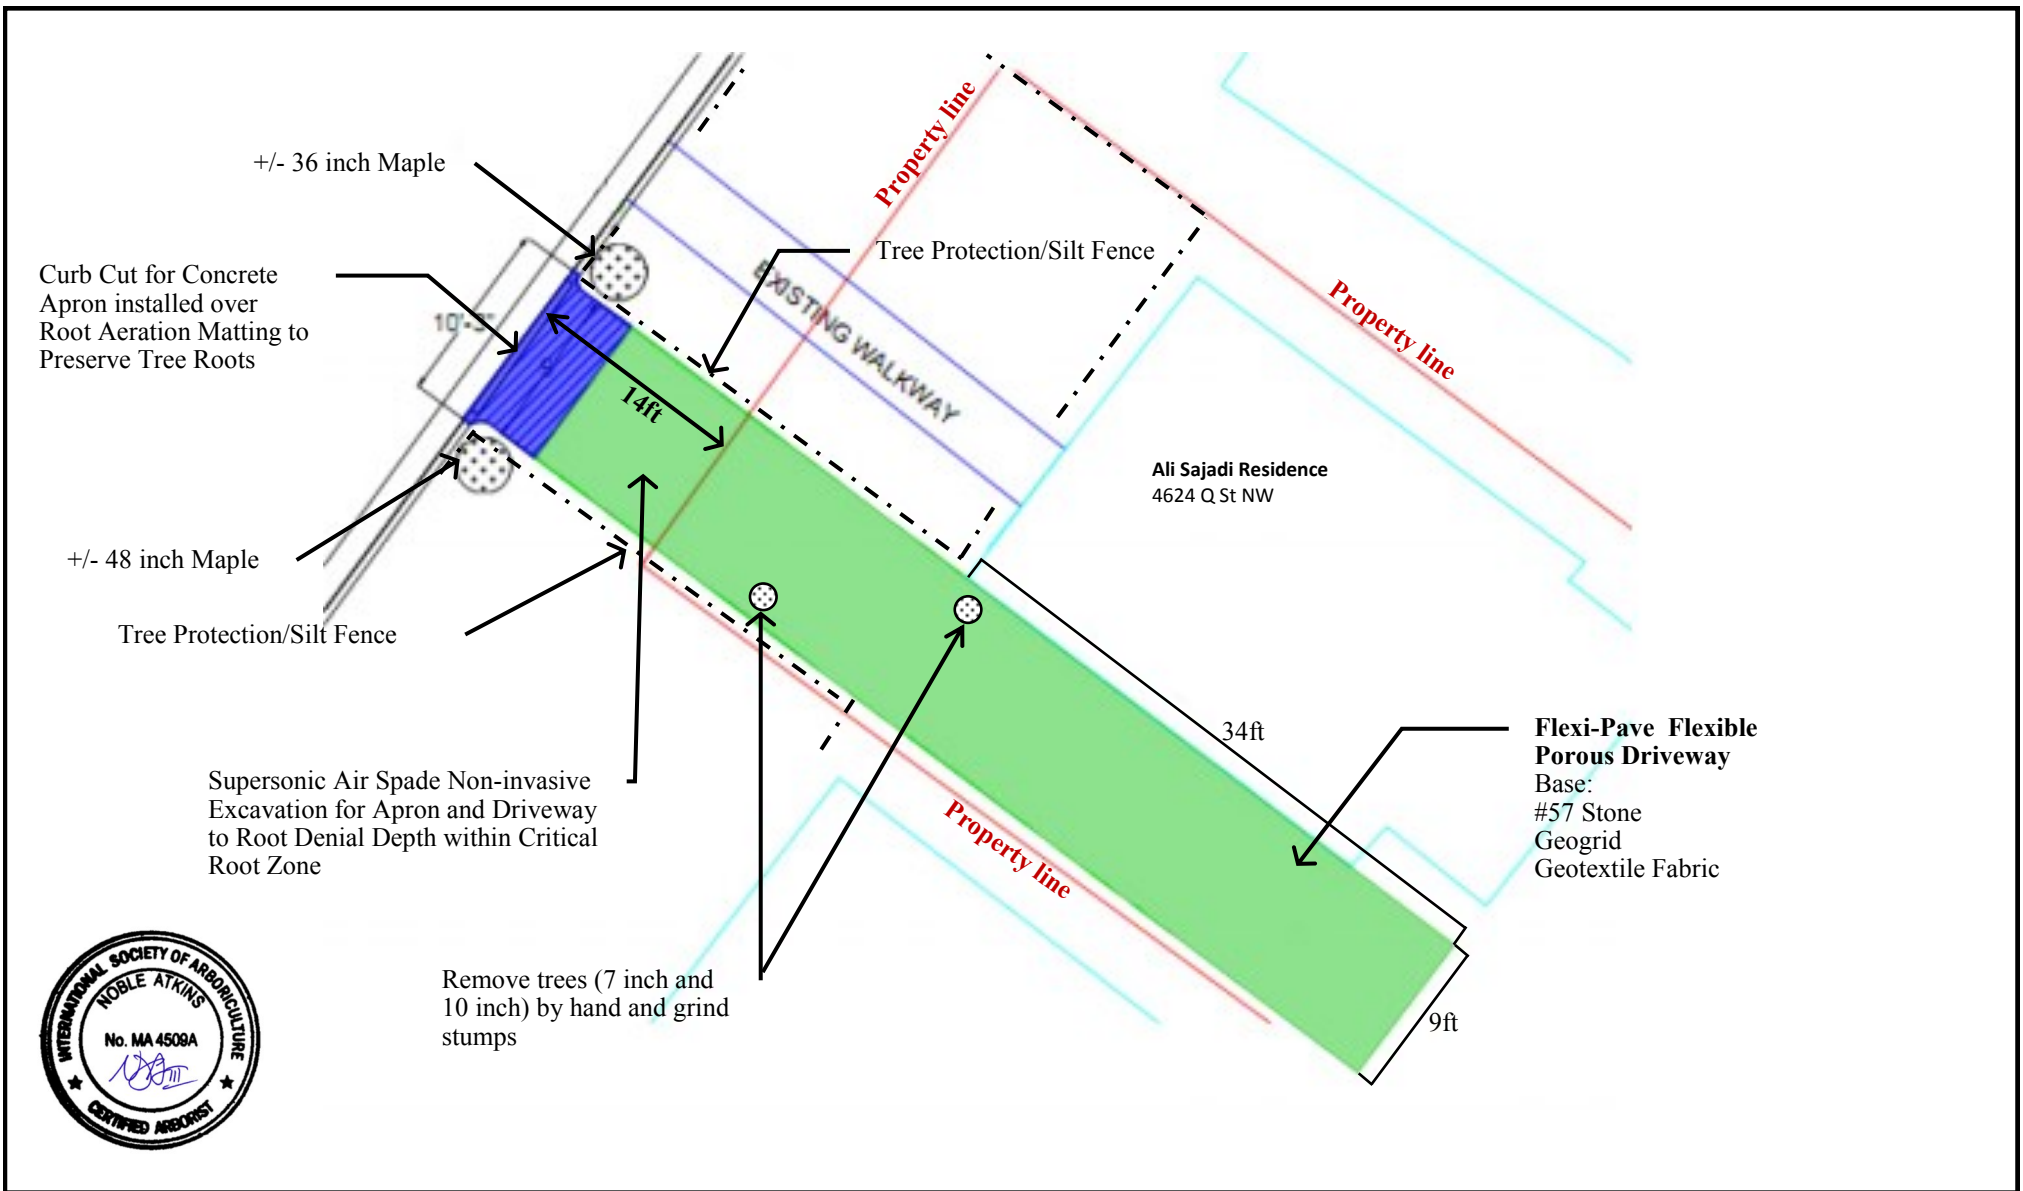 +/- 36 inch Maple
Property line
Tree Protection/Silt Fence
Curb Cut for Concrete
Apron installed over
Root Aeration Matting to
Preserve Tree Roots
EXISTING WALKWAY
Property line
14ft
9'
Ali Sajadi Residence
4624 Q St NW
+/- 48 inch Maple
Tree Protection/Silt Fence
34ft
Flexi-Pave Flexible
Porous Driveway
Base:
#57 Stone
Geogrid
Geotextile Fabric
Supersonic Air Spade Non-invasive
Excavation for Apron and Driveway
to Root Denial Depth within Critical
Root Zone
Property line
Remove trees (7 inch and
10 inch) by hand and grind
stumps
9ft
INTERNATIONAL SOCIETY OF ARBORICULTURE
NOBLE ATKINS
No. MA 4509A
CERTIFIED ARBORIST